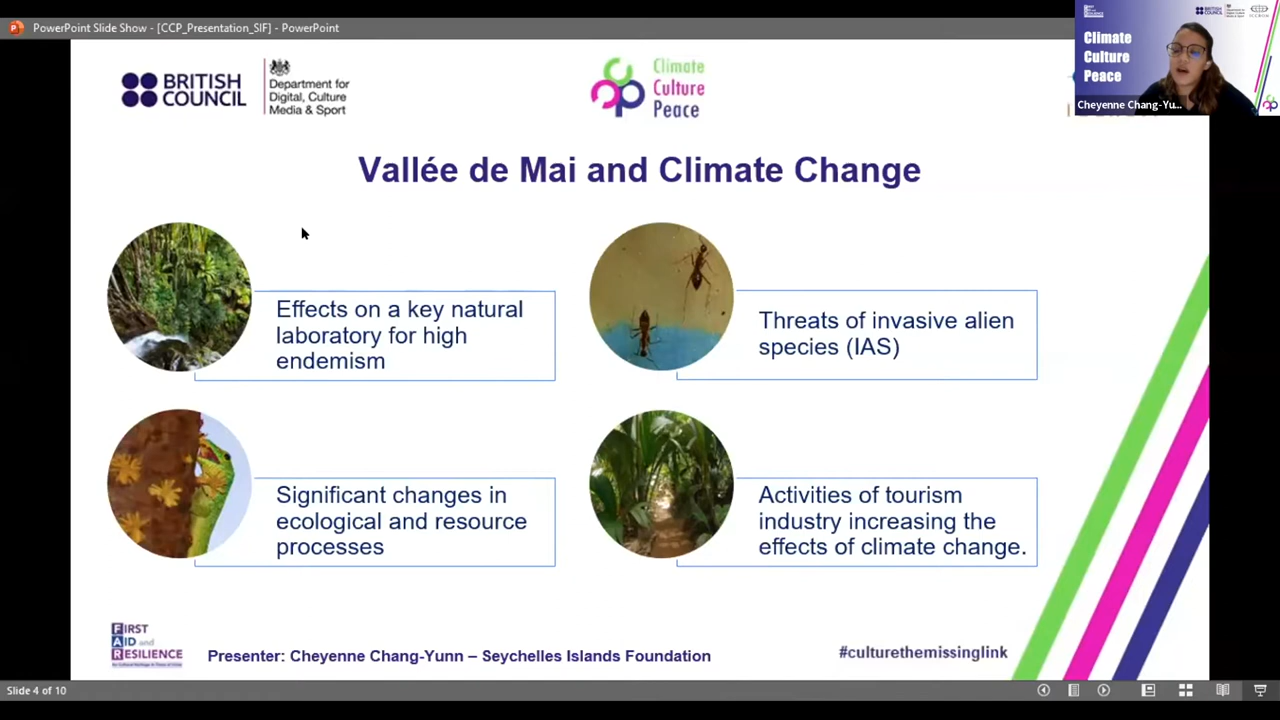 PowerPoint Slide Show - [CCP_Presentation_SIF] - PowerPoint
BRITISH
COUNCIL
Department for
Digital, Culture
Media & Sport
Climate
Culture
Peace
BRITISH
COUNCIL
Climate
Culture
Peace
Cheyenne Chang-Yu...
Vallée de Mai and Climate Change
Effects on a key natural
laboratory for high
endemism
Threats of invasive alien
species (IAS)
Significant changes in
ecological and resource
processes
Activities of tourism
industry increasing the
effects of climate change.
FIRST
AID and
RESILIENCE
Presenter: Cheyenne Chang-Yunn – Seychelles Islands Foundation
#culturethemissinglink
Slide 4 of 10